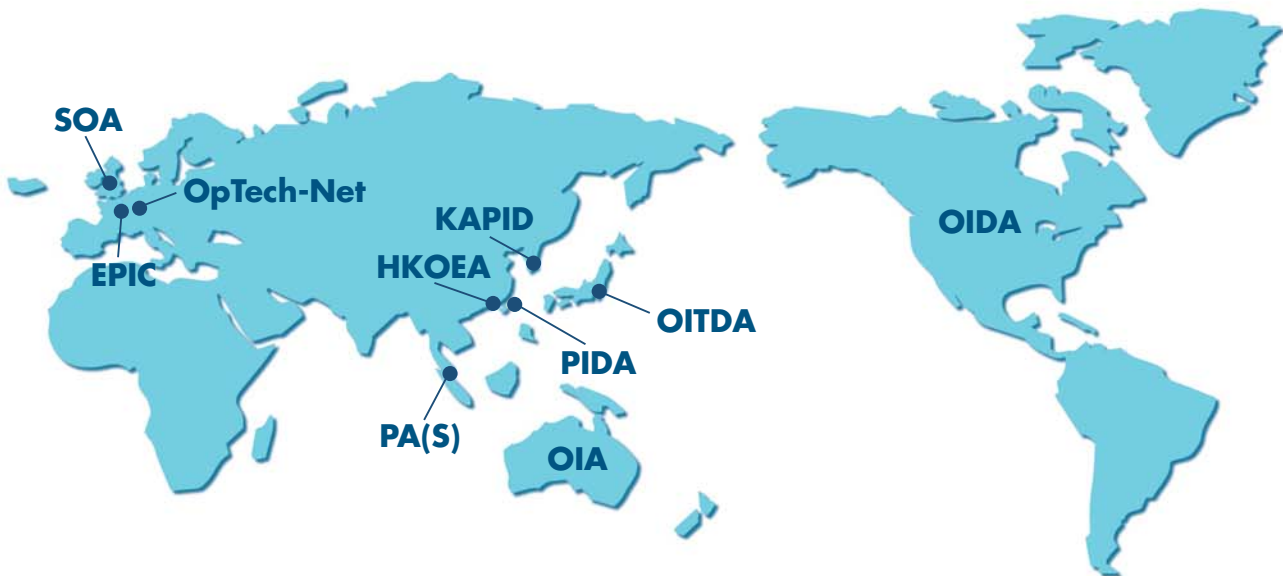 SOA
OpTech-Net
EPIC
KAPID
HKOEA
OITDA
PIDA
PA(S)
OIA
OIDA